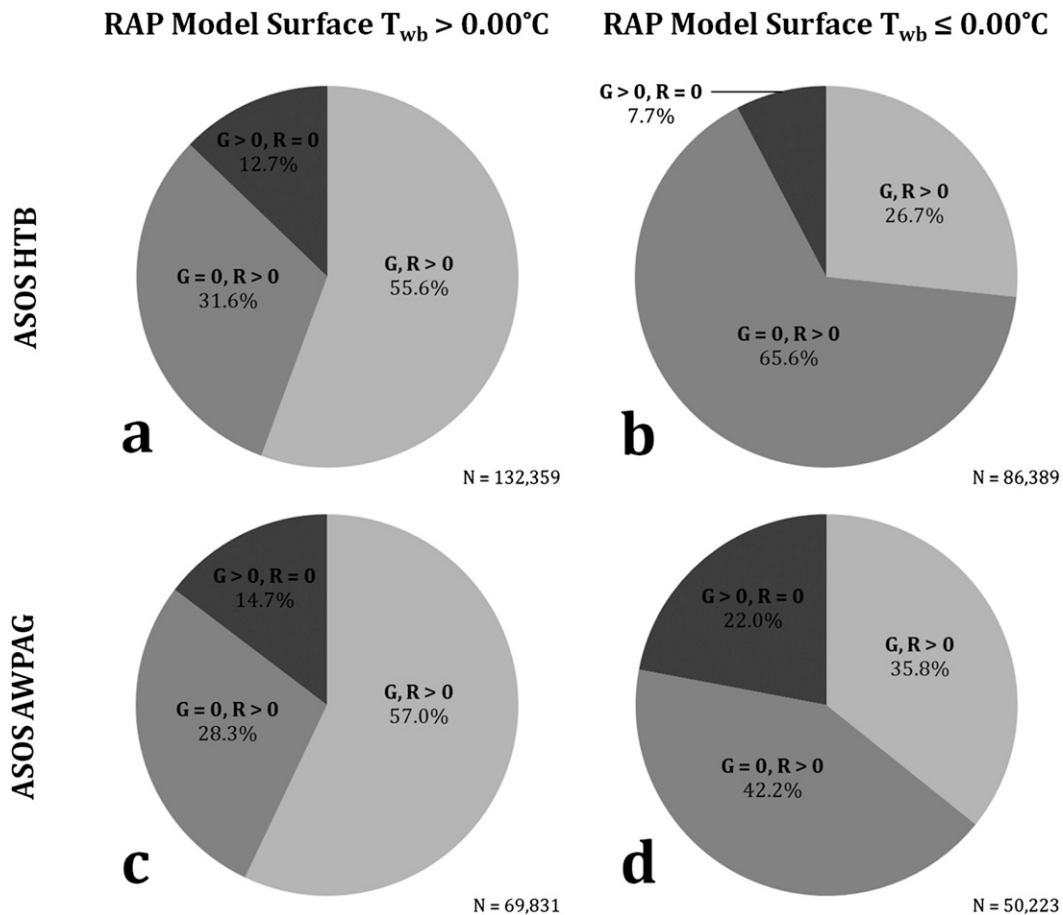 RAP Model Surface Twb > 0.00°C
RAP Model Surface Twb ≤ 0.00°C
ASOS HTB
G > 0, R = 0
12.7%
G = 0, R > 0
31.6%
G, R > 0
55.6%
a
N = 132,359
G > 0, R = 0
7.7%
G, R > 0
26.7%
G = 0, R > 0
65.6%
b
N = 86,389
ASOS AWPAG
G > 0, R = 0
14.7%
G = 0, R > 0
28.3%
G, R > 0
57.0%
c
N = 69,831
G > 0, R = 0
22.0%
G, R > 0
35.8%
G = 0, R > 0
42.2%
d
N = 50,223